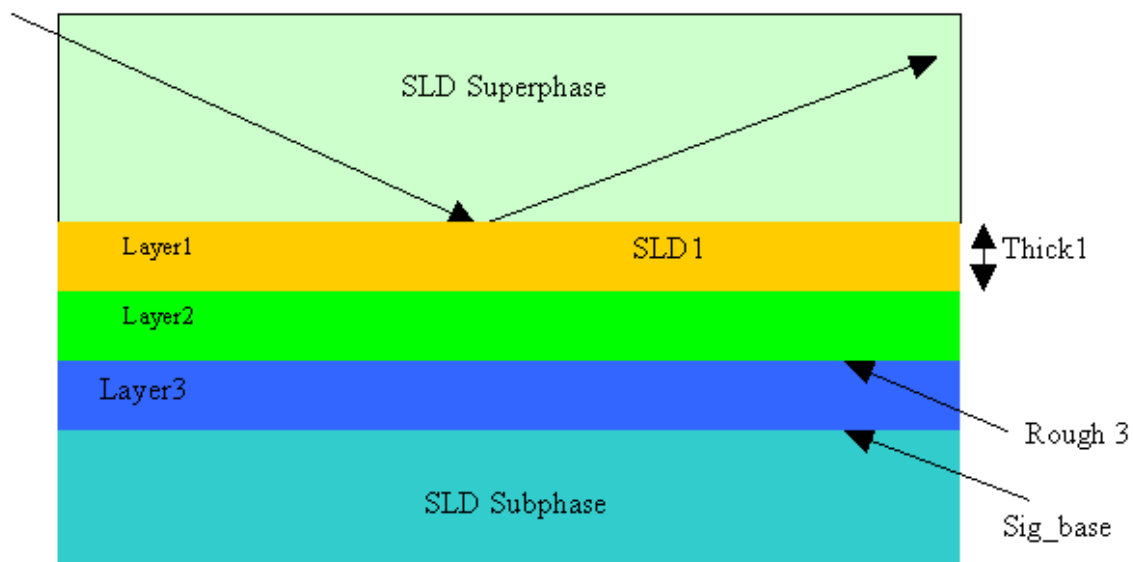 SLD Superphase
Layer1
SLD1
Thick1
Layer2
Layer3
Rough 3
SLD Subphase
Sig_base